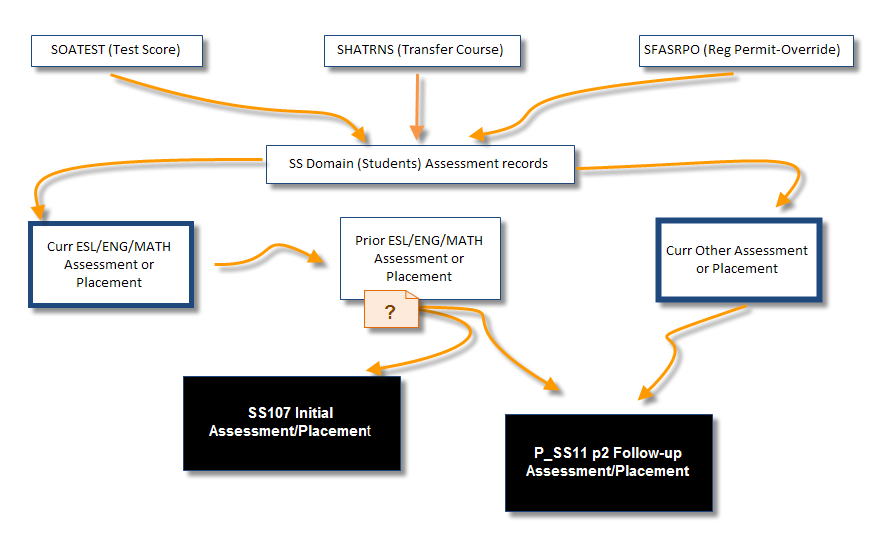 SOATEST (Test Score)
SHATRNS (Transfer Course)
SFASRPO (Reg Permit-Override)
SS Domain (Students) Assessment records
Curr ESL/ENG/MATH
Assessment or
Placement
Prior ESL/ENG/MATH
Assessment or
Placement
Curr Other Assessment
or Placement
?
SS107 Initial
Assessment/Placement
P_SS11 p2 Follow-up
Assessment/Placement